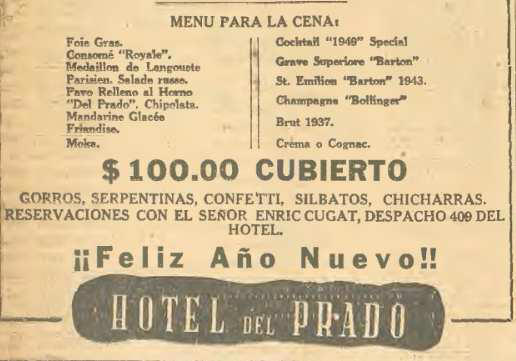 MENU PARA LA CENA:
Foie Gras.
Consomé "Royale".
Medaillon de Langouste
Parisien. Salade russe.
Pavo Relleno al Horno
"Del Prado". Chipolata.
Mandarine Glacée
Friandise.
Moka.
Cocktail "1949" Special
Grave Superiore "Barton"
St. Emilion "Barton" 1943.
Champagne "Bollinger"
Brut 1937.
Créma o Cognac.
$ 100.00 CUBIERTO
GORROS, SERPENTINAS, CONFETTI, SILBATOS, CHICHARRAS.
RESERVACIONES CON EL SEÑOR ENRIC CUGAT, DESPACHO 409 DEL
HOTEL.
¡¡Feliz Año Nuevo!!
HOTEL DEL PRADO